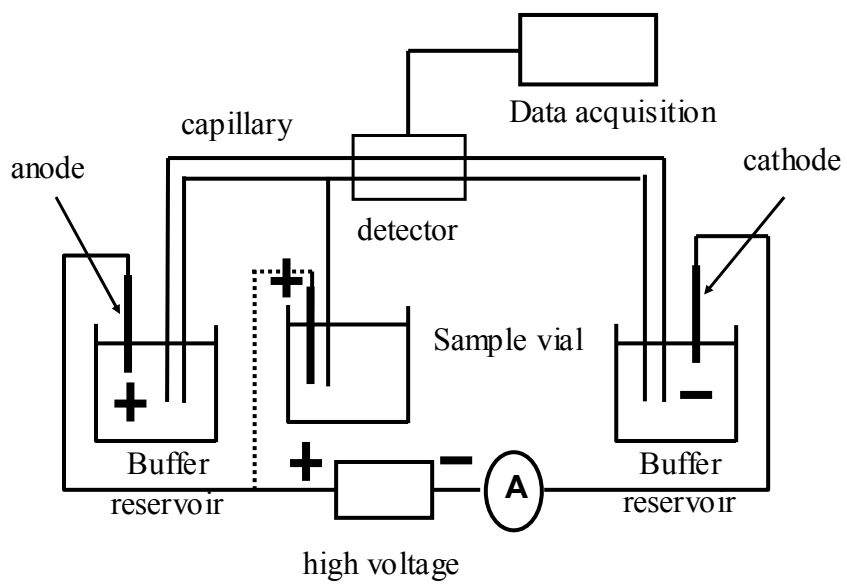 Data acquisition
capillary
anode
cathode
detector
+
Sample vial
+
−
Buffer
reservoir
+
−
A
Buffer
reservoir
high voltage